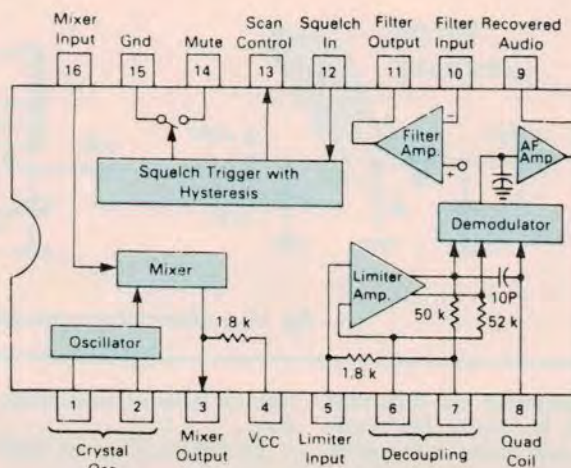 Mixer Input
Gnd
Mute
Scan Control
Squelch In
Filter Output
Filter Input
Recovered Audio
16
15
14
13
12
11
10
9
Squelch Trigger with
Hysteresis
Filter
Amp.
AF
Amp
Demodulator
Mixer
Oscillator
Limiter
Amp.
1.8 k
50 k
10P
52 k
1.8 k
1
2
3
4
5
6
7
8
Crystal
Osc
Mixer Output
VCC
Limiter Input
Decoupling
Quad Coil